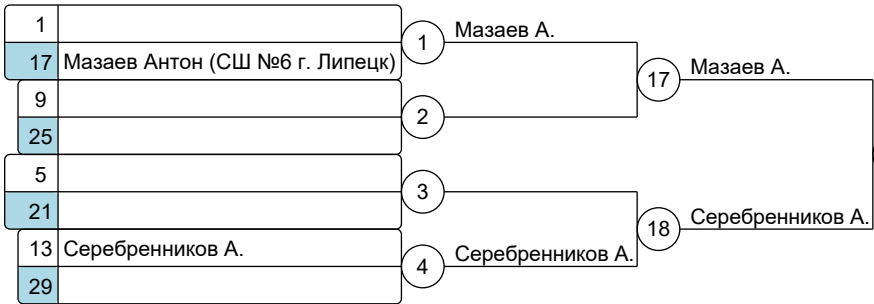 1
17 Мазаев Антон (СШ №6 г. Липецк)
1
Мазаев А.
9
25
2
17
Мазаев А.
5
21
3
13 Серебренников А.
29
4
Серебренников А.
18
Серебренников А.